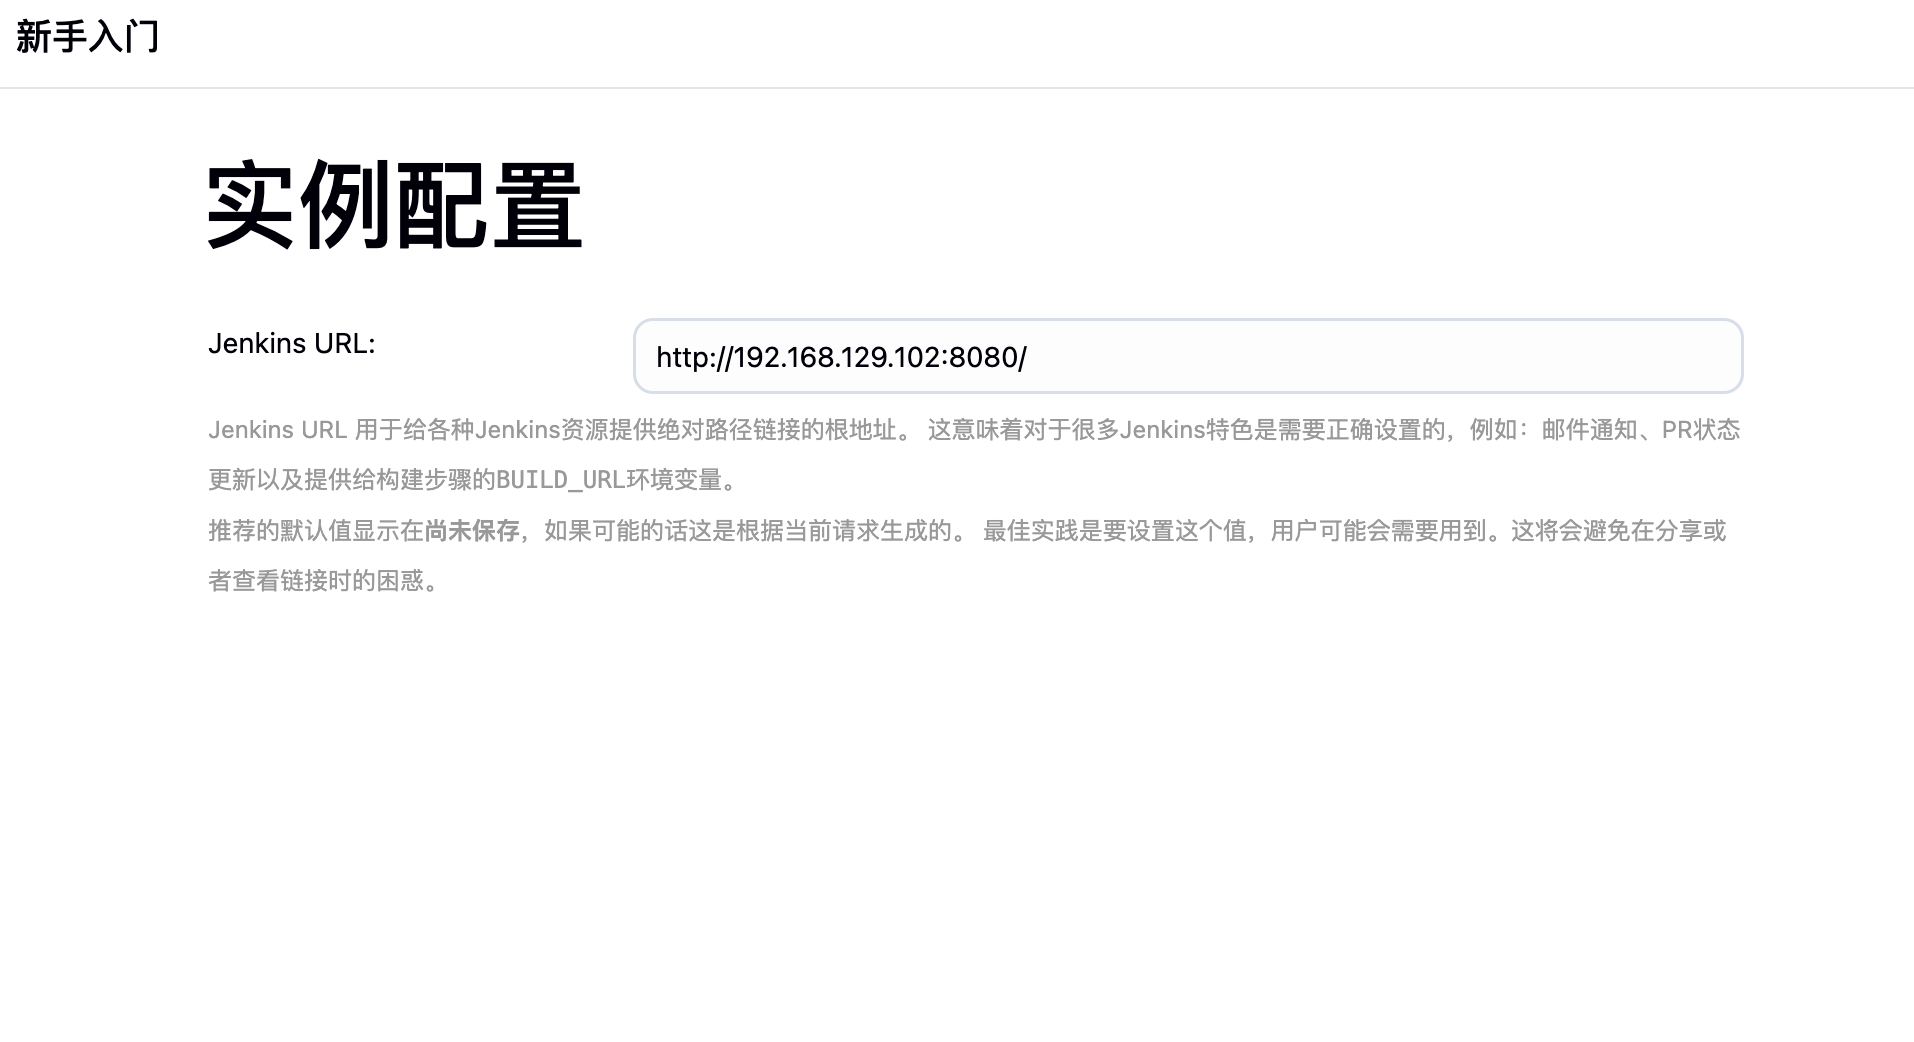 新手入门
实例配置
Jenkins URL:
http://192.168.129.102:8080/
Jenkins URL 用于给各种Jenkins资源提供绝对路径链接的根地址。 这意味着对于很多Jenkins特色是需要正确设置的，例如：邮件通知、PR状态
更新以及提供给构建步骤的BUILD_URL环境变量。
推荐的默认值显示在尚未保存，如果可能的话这是根据当前请求生成的。 最佳实践是要设置这个值，用户可能会需要用到。这将会避免在分享或
者查看链接时的困惑。